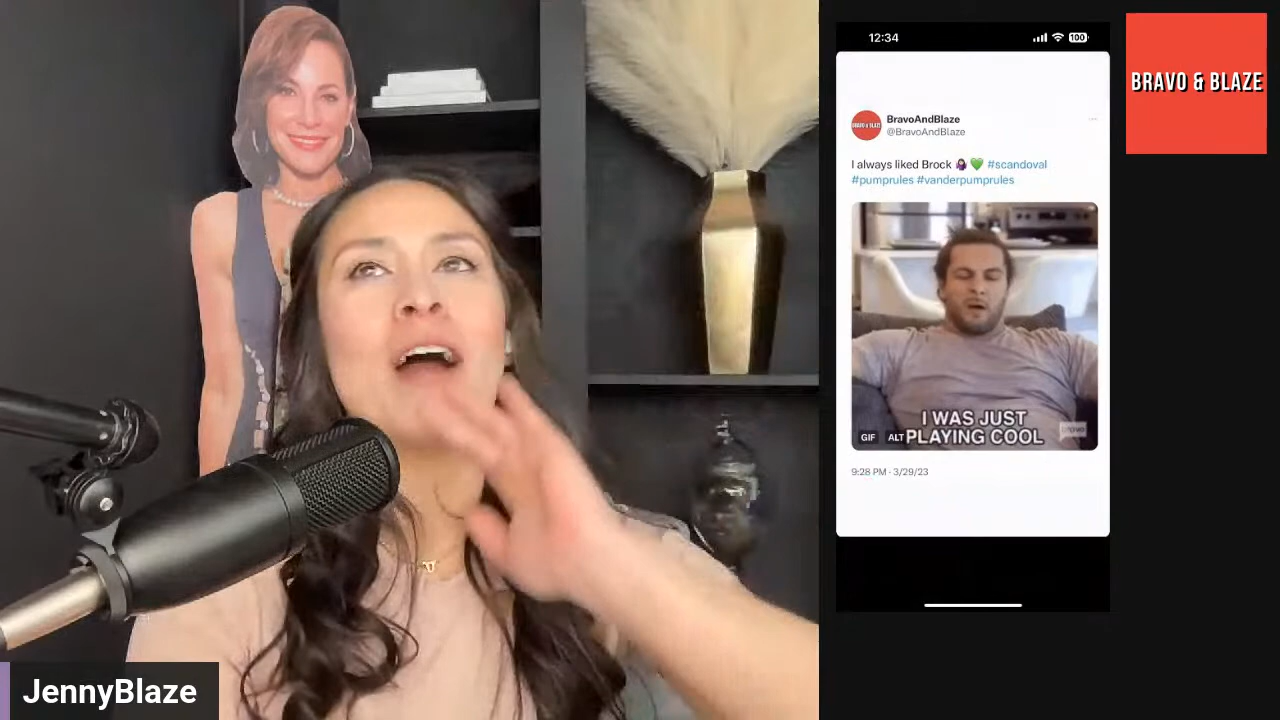 12:34
100
BRAVO & BLAZE
BravoAndBlaze
@BravoAndBlaze
I always liked Brock #scandoval
#pumprules #vanderpumprules
I WAS JUST
PLAYING COOL
GIF
ALT
bravo
9:28 PM · 3/29/23
JennyBlaze